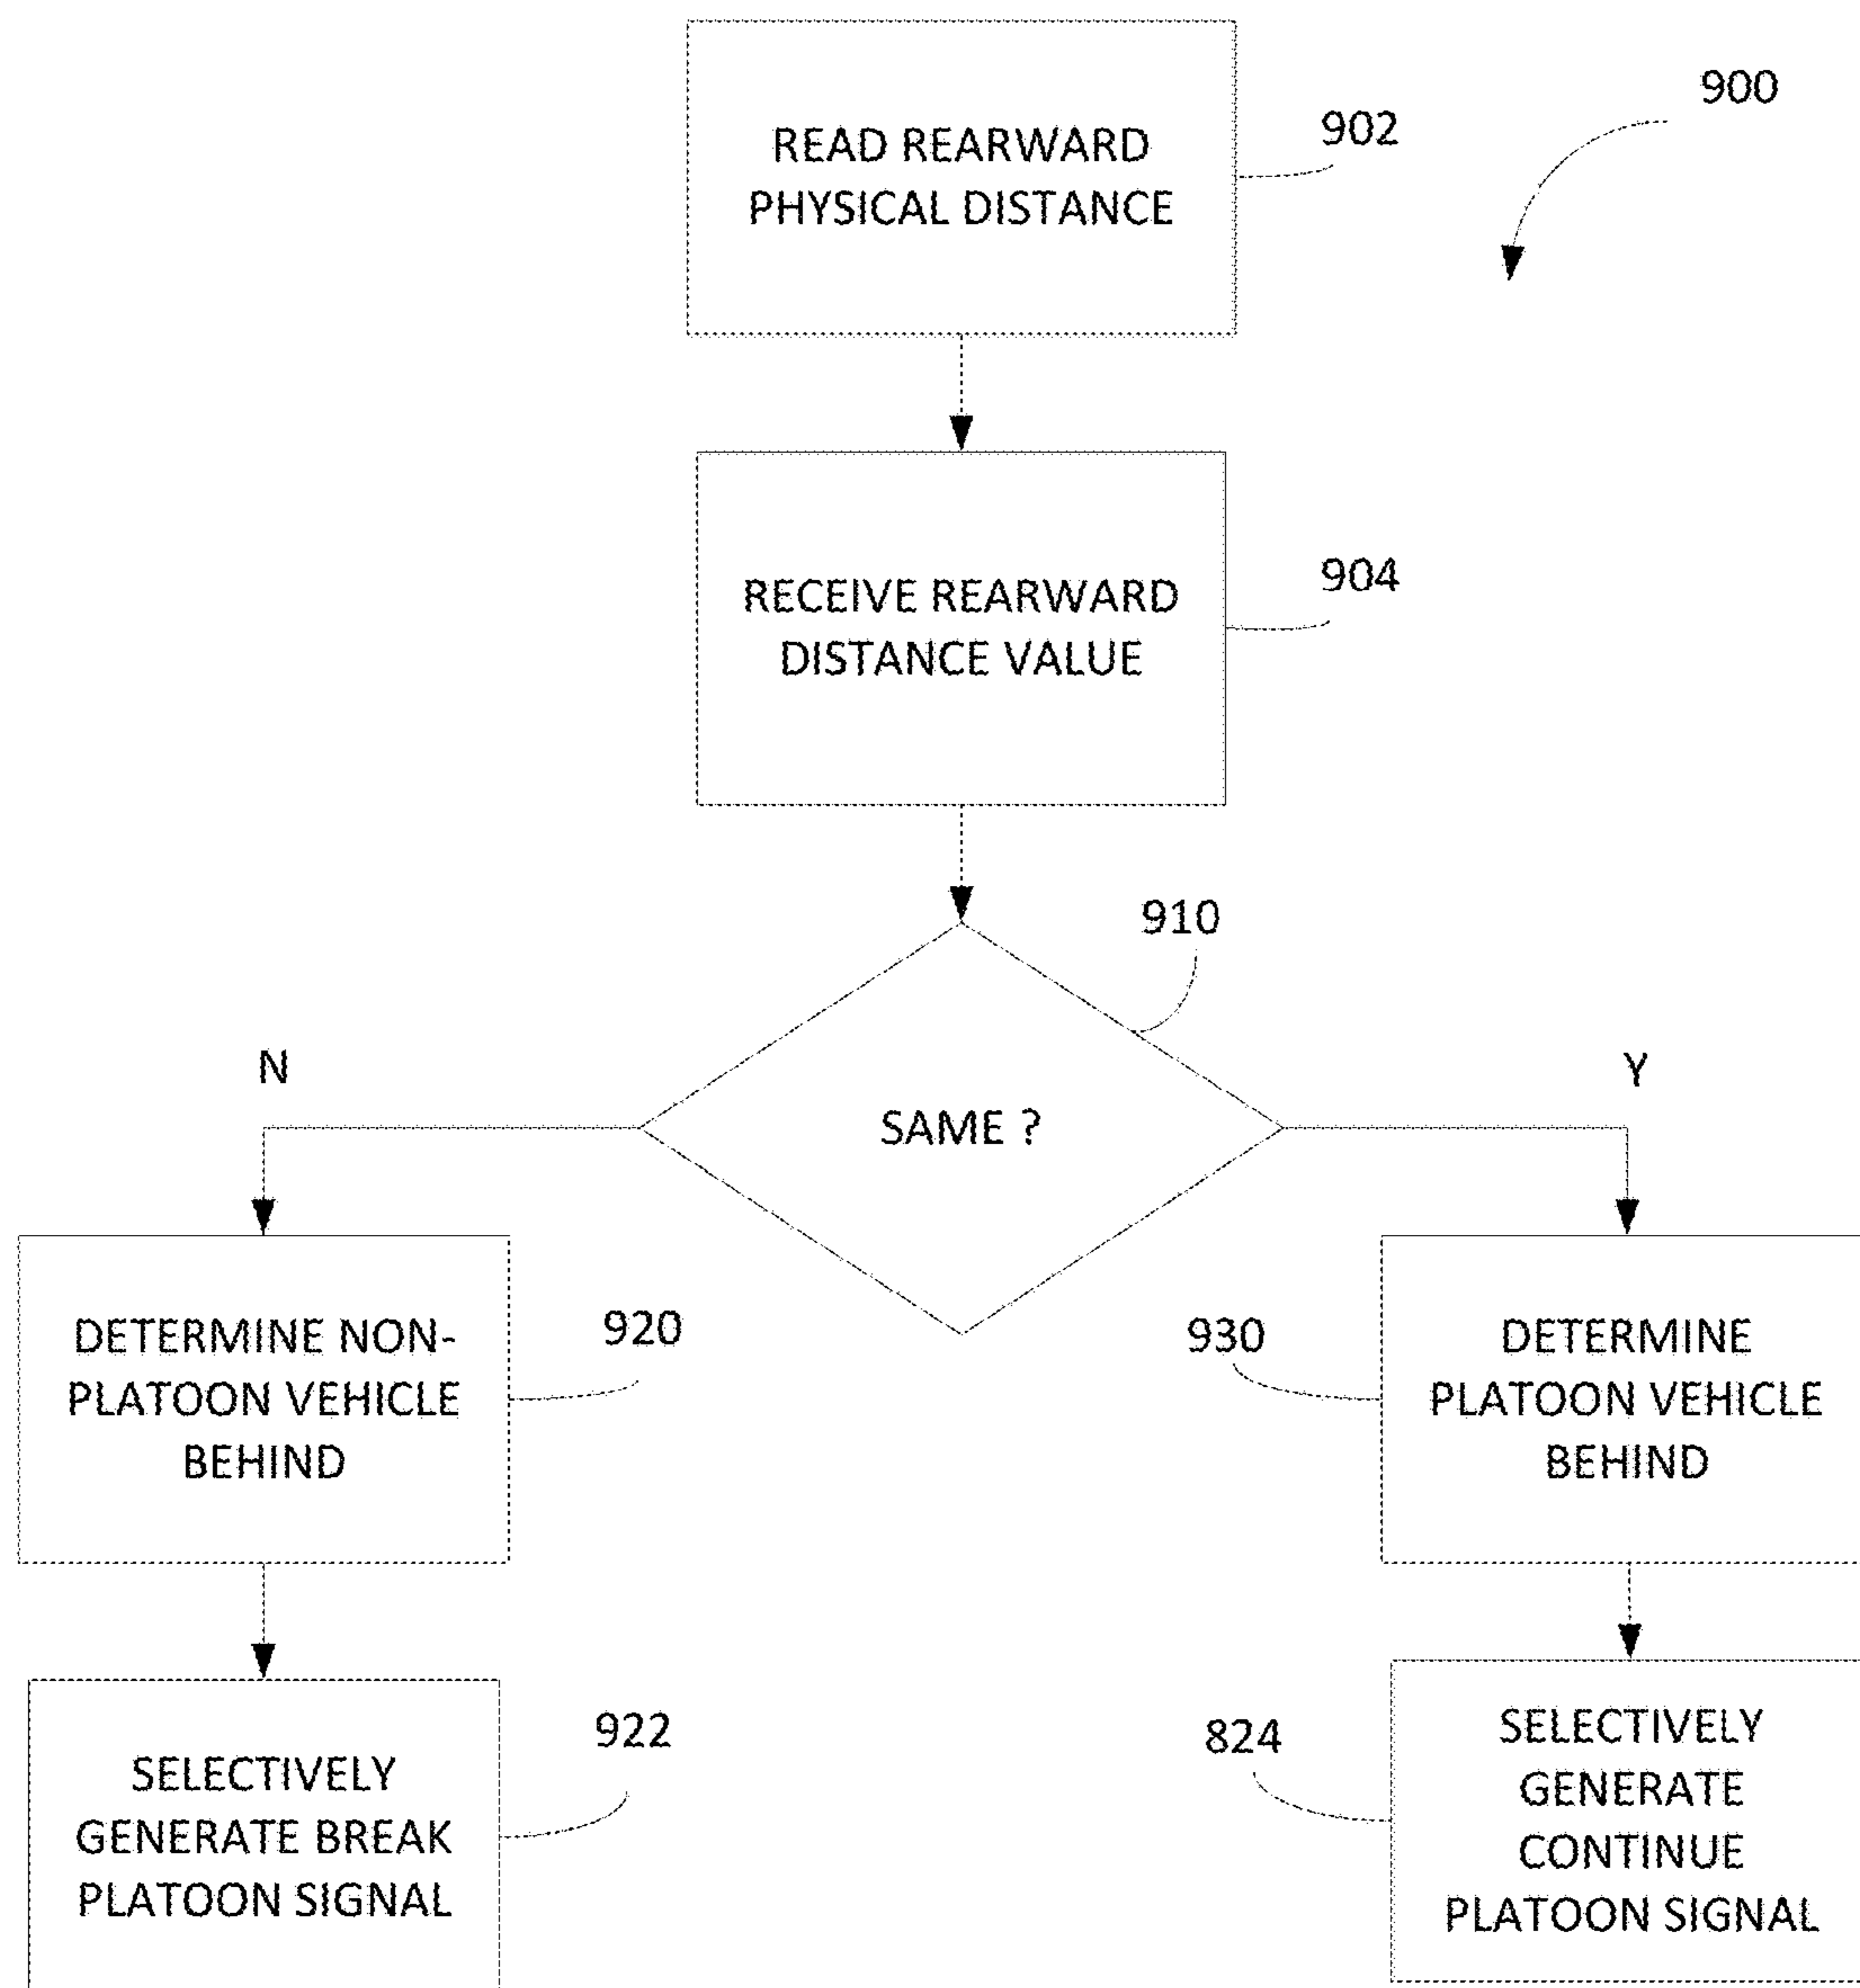 900
READ REARWARD
PHYSICAL DISTANCE
902
RECEIVE REARWARD
DISTANCE VALUE
904
910
SAME ?
N
Y
DETERMINE NON-
PLATOON VEHICLE
BEHIND
920
930
DETERMINE
PLATOON VEHICLE
BEHIND
SELECTIVELY
GENERATE BREAK
PLATOON SIGNAL
922
824
SELECTIVELY
GENERATE
CONTINUE
PLATOON SIGNAL